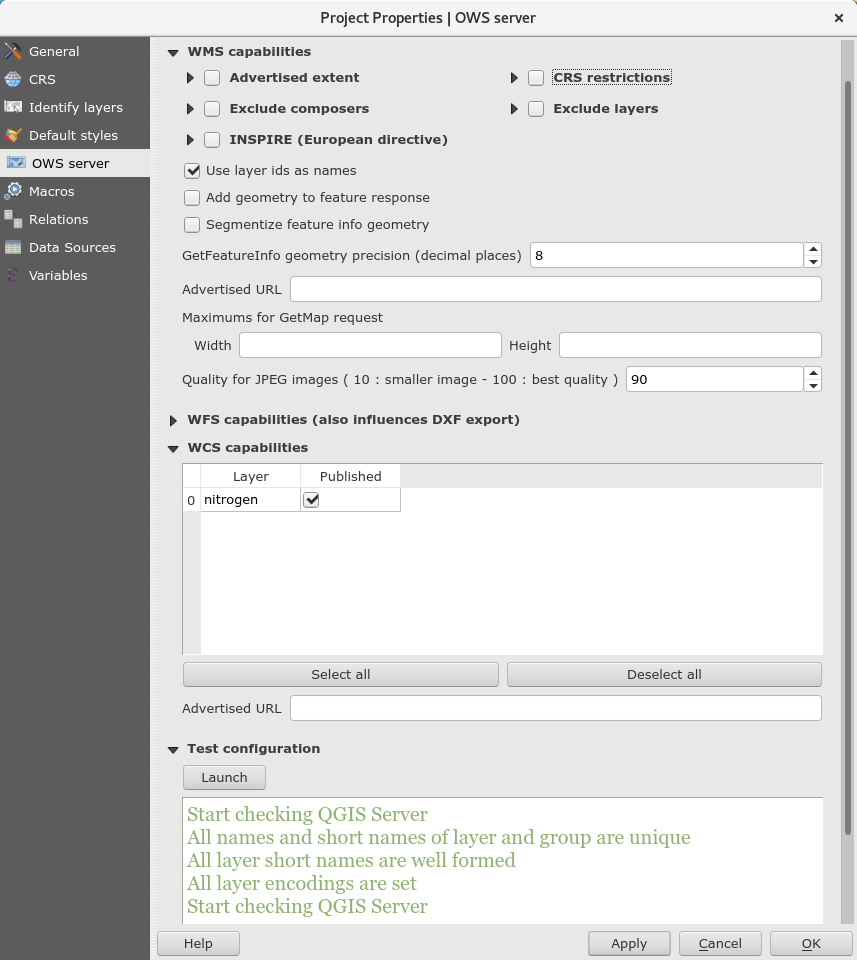 Project Properties | OWS server
General
CRS
Identify layers
Default styles
OWS server
Macros
Relations
Data Sources
Variables
WMS capabilities
Advertised extent
CRS restrictions
Exclude composers
Exclude layers
INSPIRE (European directive)
Use layer ids as names
Add geometry to feature response
Segmentize feature info geometry
GetFeatureInfo geometry precision (decimal places) 8
Advertised URL
Maximums for GetMap request
Width Height
Quality for JPEG images ( 10 : smaller image - 100 : best quality ) 90
WFS capabilities (also influences DXF export)
WCS capabilities
Layer Published
0 nitrogen
Select all Deselect all
Advertised URL
Test configuration
Launch
Start checking QGIS Server
All names and short names of layer and group are unique
All layer short names are well formed
All layer encodings are set
Start checking QGIS Server
Help Apply Cancel OK